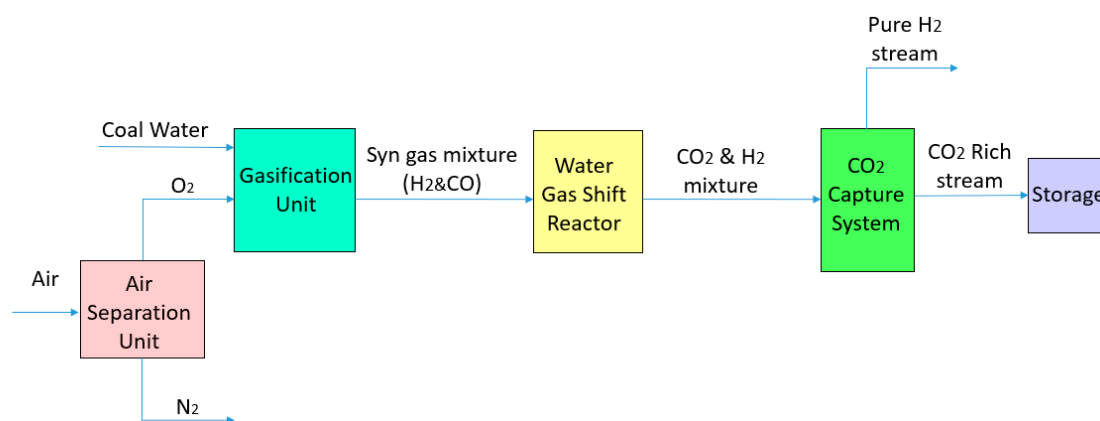 Pure H2
stream
Coal Water
Gasification
Unit
Syn gas mixture
(H2&CO)
Water
Gas Shift
Reactor
CO2 & H2
mixture
CO2
Capture
System
CO2 Rich
stream
Storage
O2
Air
Air
Separation
Unit
N2